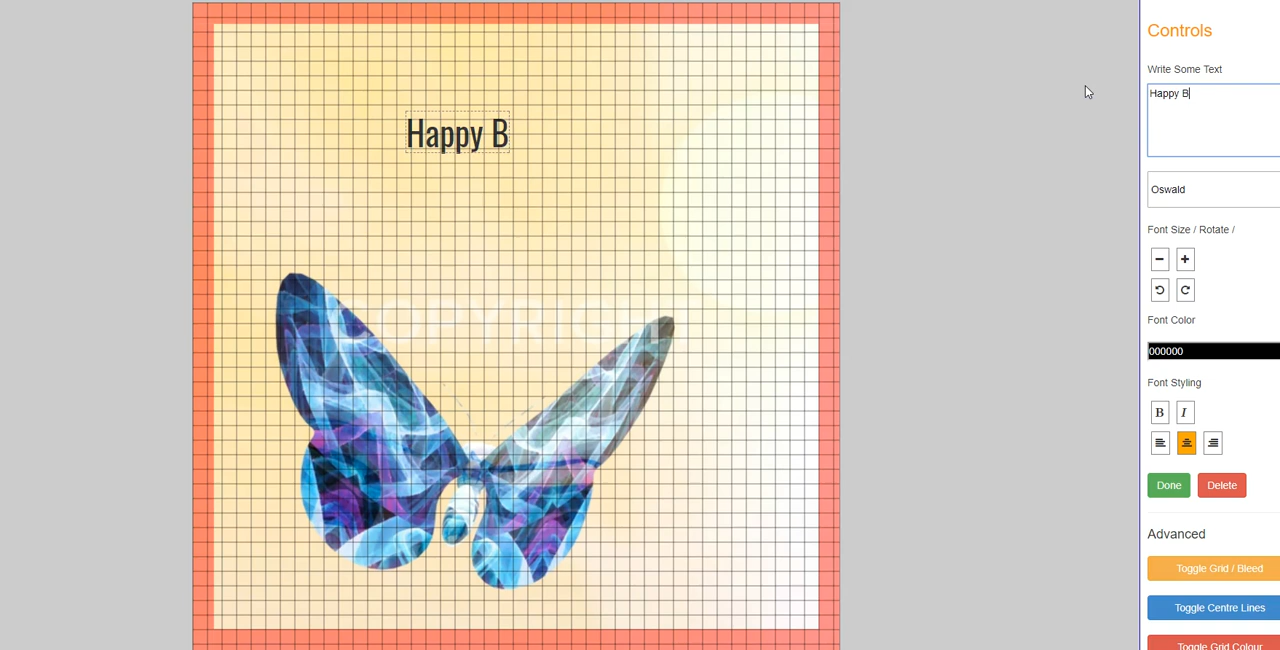 Controls
Write Some Text
Happy B
Happy B
COPYRIGHT
Oswald
Font Size / Rotate /
Font Color
000000
Font Styling
B I
Done Delete
Advanced
Toggle Grid / Bleed
Toggle Centre Lines
Toggle Grid Colour